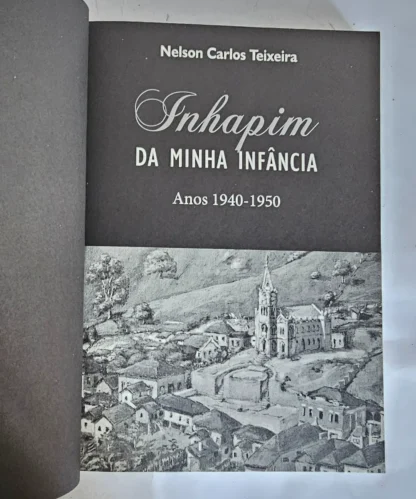 Nelson Carlos Teixeira
Inhapim
DA MINHA INFÂNCIA
Anos 1940-1950